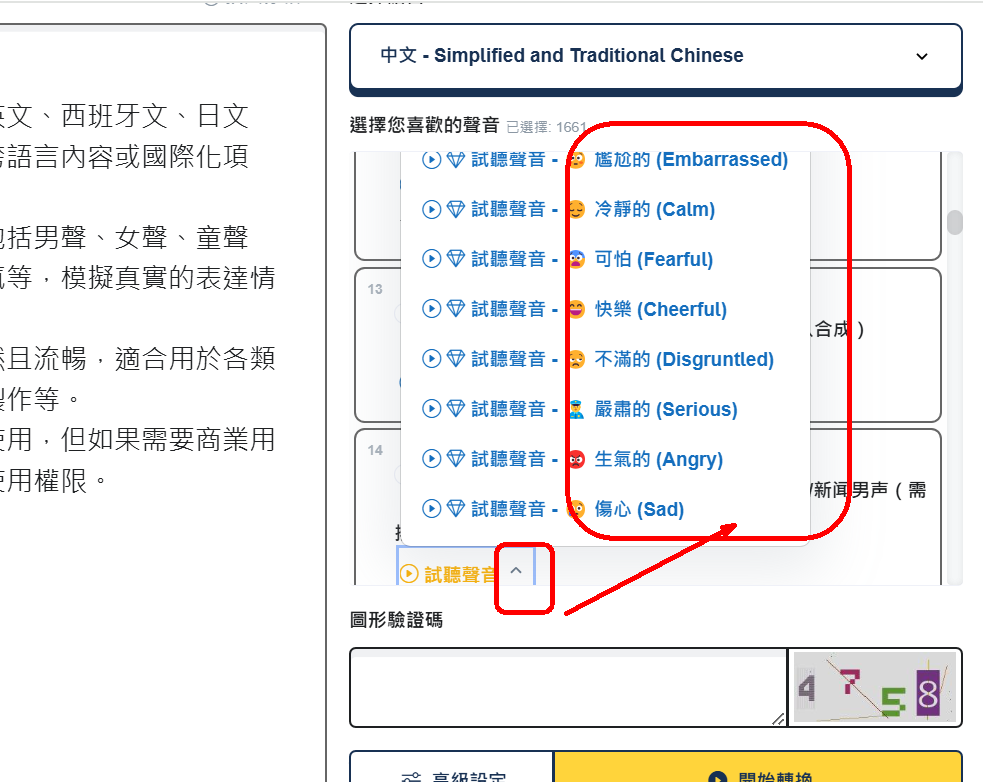 中文 - Simplified and Traditional Chinese
文、西班牙文、日文
語言內容或國際化項
括男聲、女聲、童聲
等，模擬真實的表達情
且流暢，適合用於各類
作等。
使用，但如果需要商業用
使用權限。
選擇您喜歡的聲音 已選擇: 1661
試聽聲音 - 尷尬的 (Embarrassed)
試聽聲音 - 冷靜的 (Calm)
試聽聲音 - 可怕 (Fearful)
13
試聽聲音 - 快樂 (Cheerful)
合成）
試聽聲音 - 不滿的 (Disgruntled)
試聽聲音 - 嚴肅的 (Serious)
14
試聽聲音 - 生氣的 (Angry)
/新闻男声（需
試聽聲音 - 傷心 (Sad)
試聽聲音
圖形驗證碼
4 7 5 8
高級設定
開始轉換